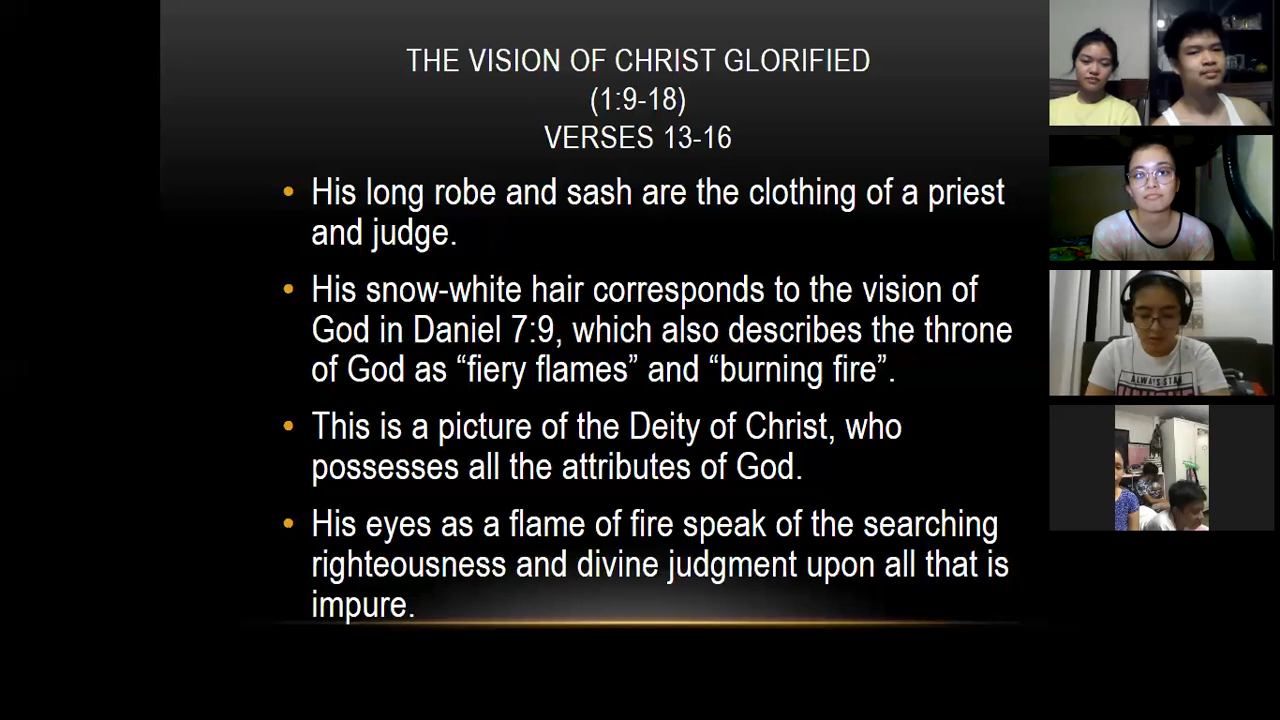 THE VISION OF CHRIST GLORIFIED
(1:9-18)
VERSES 13-16
• His long robe and sash are the clothing of a priest
and judge.
• His snow-white hair corresponds to the vision of
God in Daniel 7:9, which also describes the throne
of God as “fiery flames” and “burning fire”.
• This is a picture of the Deity of Christ, who
possesses all the attributes of God.
• His eyes as a flame of fire speak of the searching
righteousness and divine judgment upon all that is
impure.
ALWAYS STAY
UNIQUE